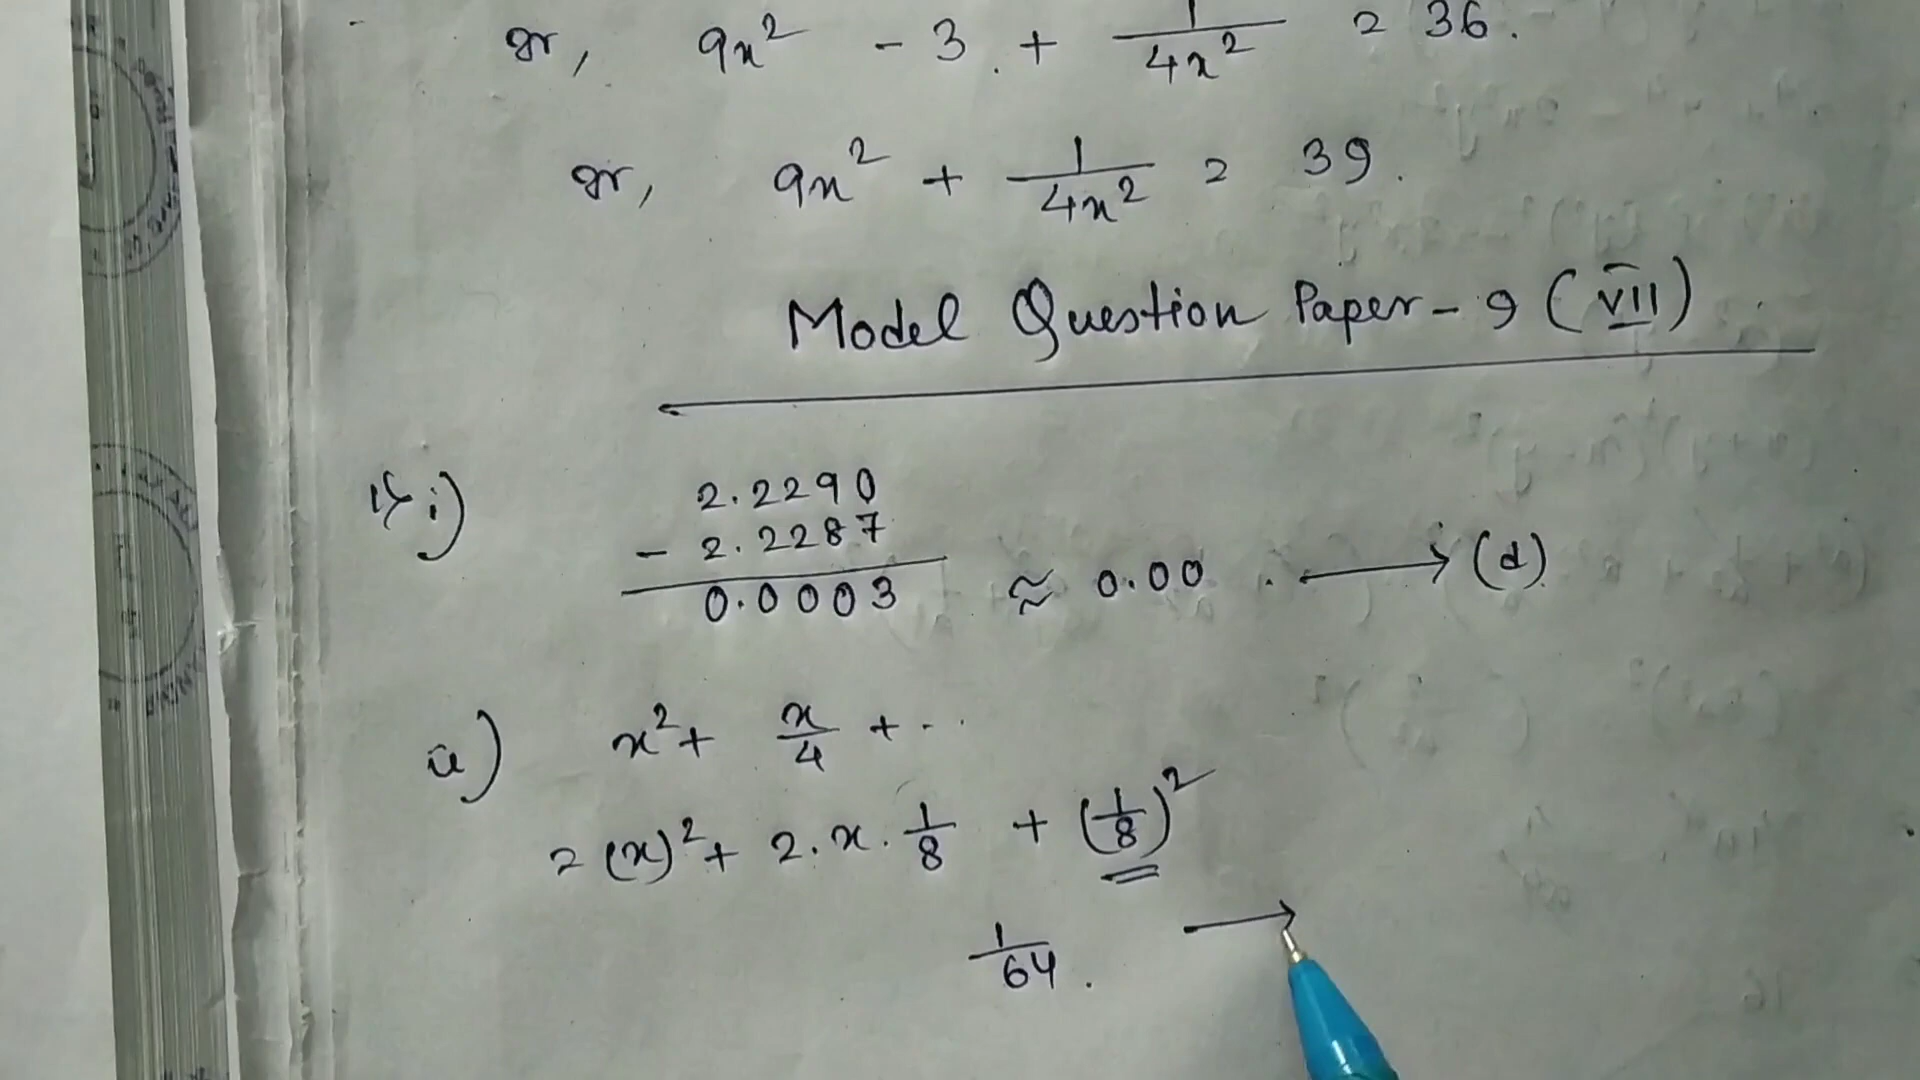 or, 9x² - 3 + 1/4x² = 36.
or, 9x² + 1/4x² = 39.
Model Question Paper - 9 (VII)
1) i) 2.2290
- 2.2287
0.0003 ≈ 0.00 . → (d)
ii) x² + x/4 + ...
= (x)² + 2.x.1/8 + (1/8)²
1/64. →